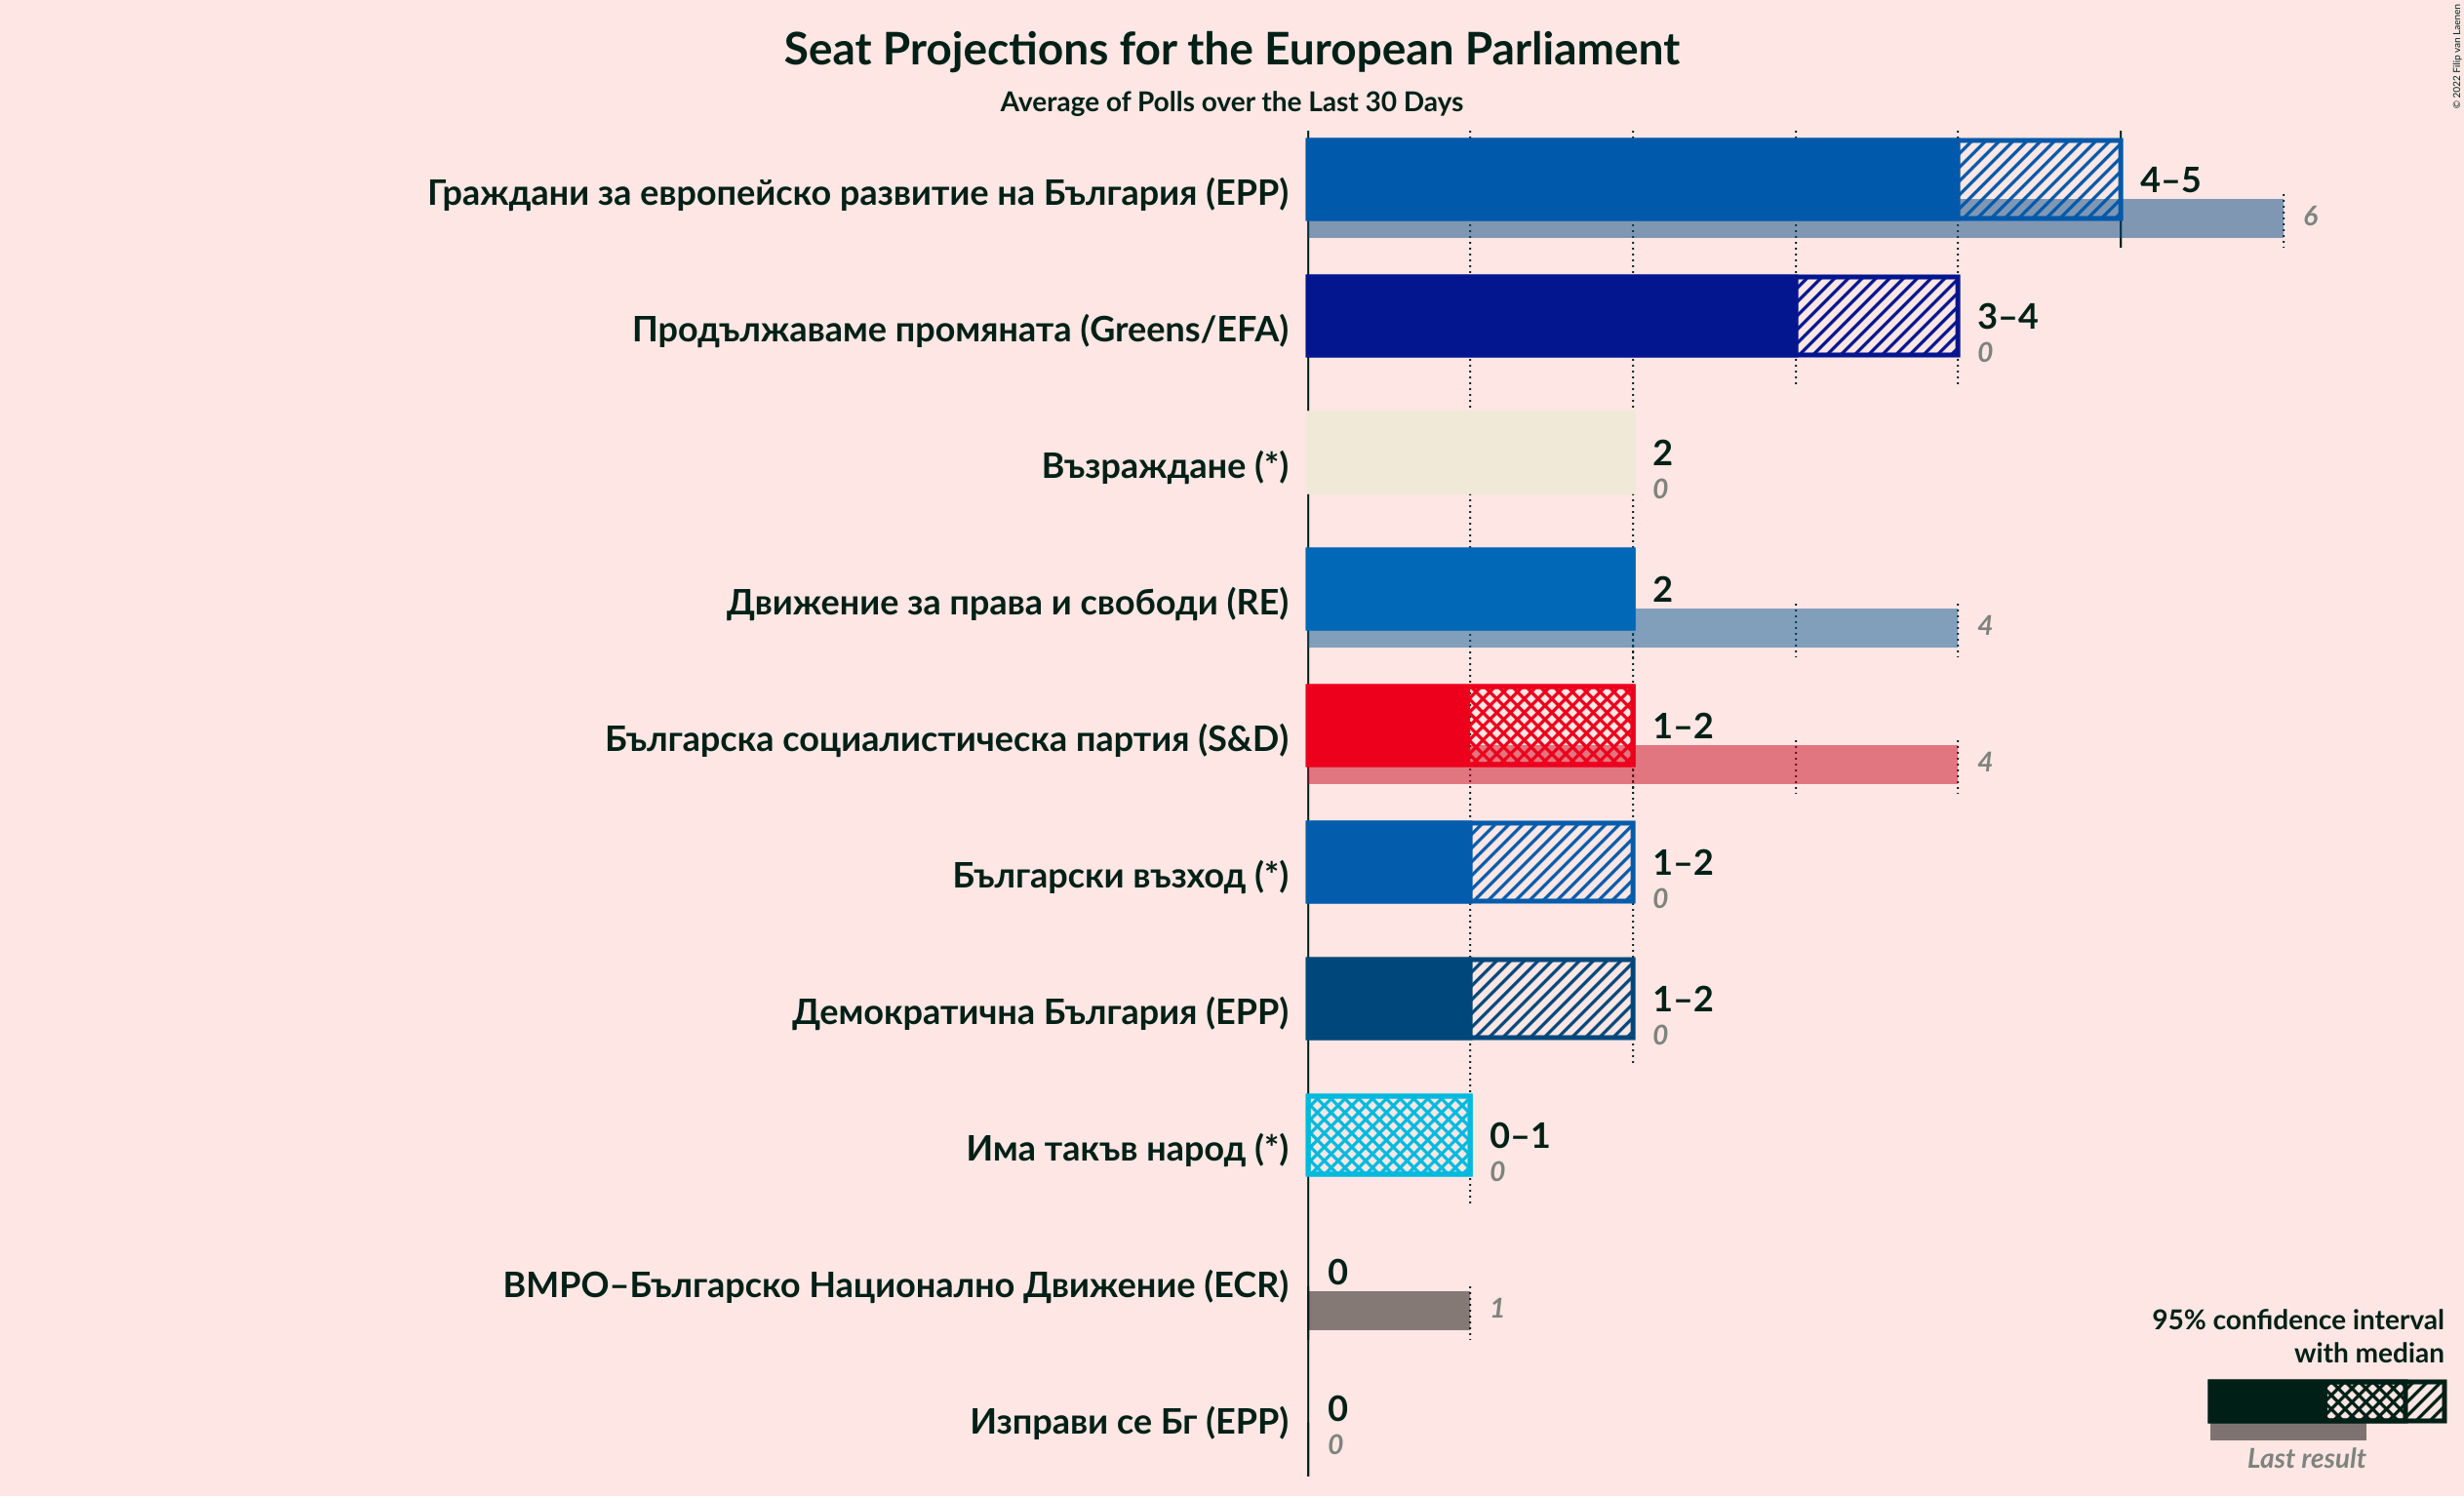 Seat Projections for the European Parliament
Average of Polls over the Last 30 Days
© 2022 Filip van Laenen
Граждани за европейско развитие на България (EPP)
4–5
6
Продължаваме промяната (Greens/EFA)
3–4
0
Възраждане (*)
2
0
Движение за права и свободи (RE)
2
4
Българска социалистическа партия (S&D)
1–2
4
Български възход (*)
1–2
0
Демократична България (EPP)
1–2
0
Има такъв народ (*)
0–1
0
ВМРО–Българско Национално Движение (ECR)
0
1
Изправи се Бг (EPP)
0
0
95% confidence interval
with median
Last result